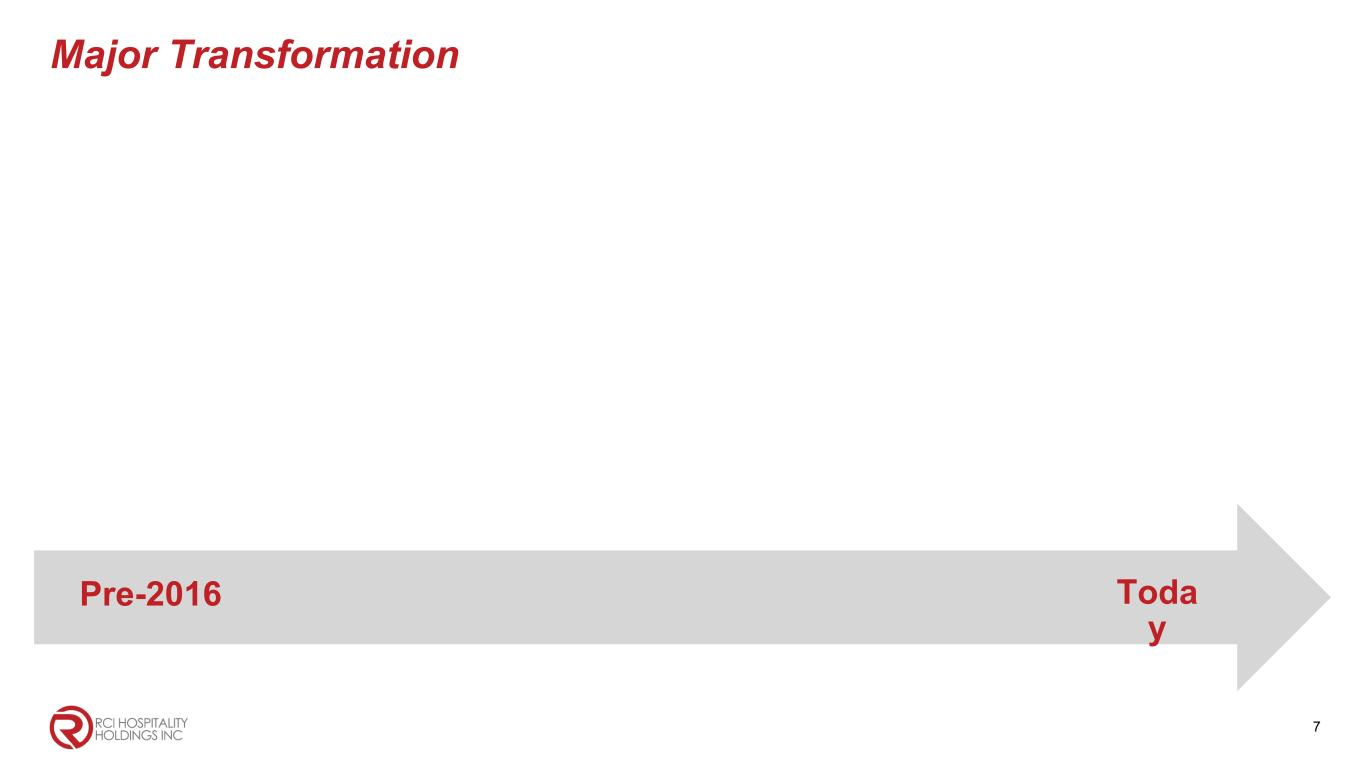 Major Transformation
Pre-2016
Toda
y
RCI HOSPITALITY
HOLDINGS INC
7